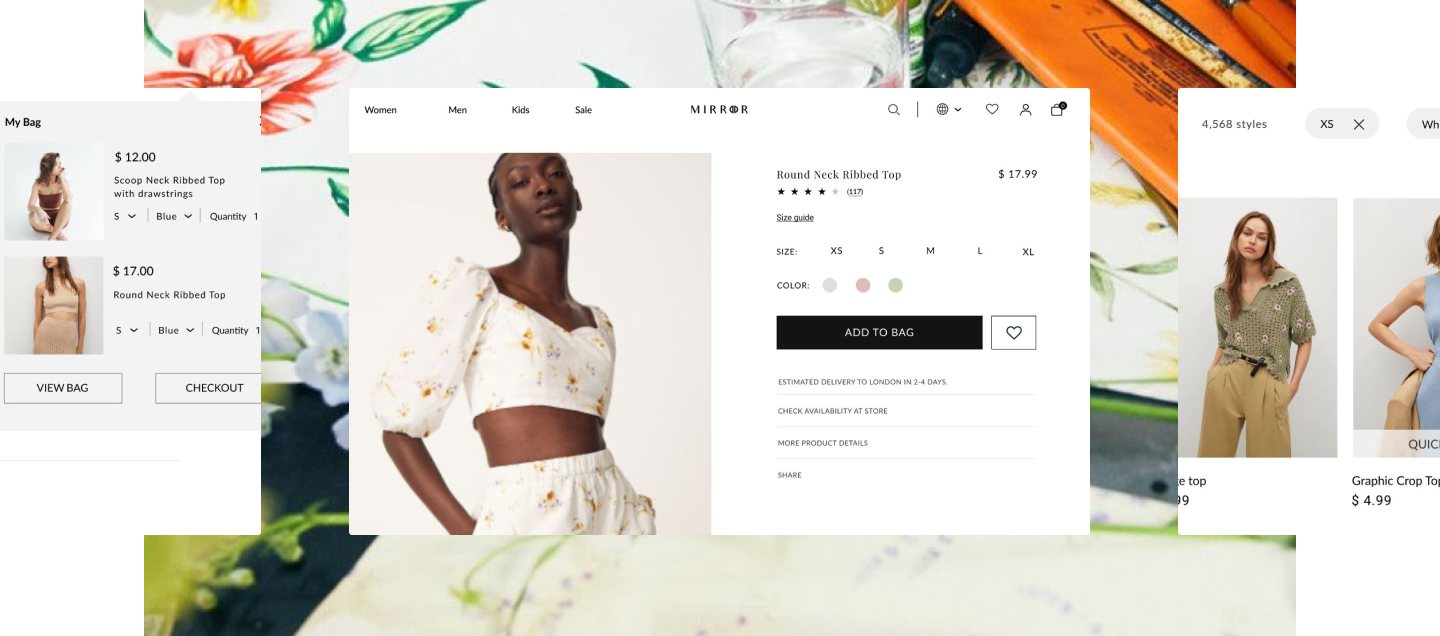 My Bag
$ 12.00
Scoop Neck Ribbed Top
with drawstrings
S
Blue
Quantity 1
$ 17.00
Round Neck Ribbed Top
S
Blue
Quantity 1
VIEW BAG
CHECKOUT
Women
Men
Kids
Sale
MIRROR
0
Round Neck Ribbed Top
$ 17.99
(117)
Size guide
SIZE:
XS
S
M
L
XL
COLOR:
ADD TO BAG
ESTIMATED DELIVERY TO LONDON IN 2-4 DAYS.
CHECK AVAILABILITY AT STORE
MORE PRODUCT DETAILS
SHARE
4,568 styles
XS
Wh
QUIC
e top
99
Graphic Crop Top
$ 4.99